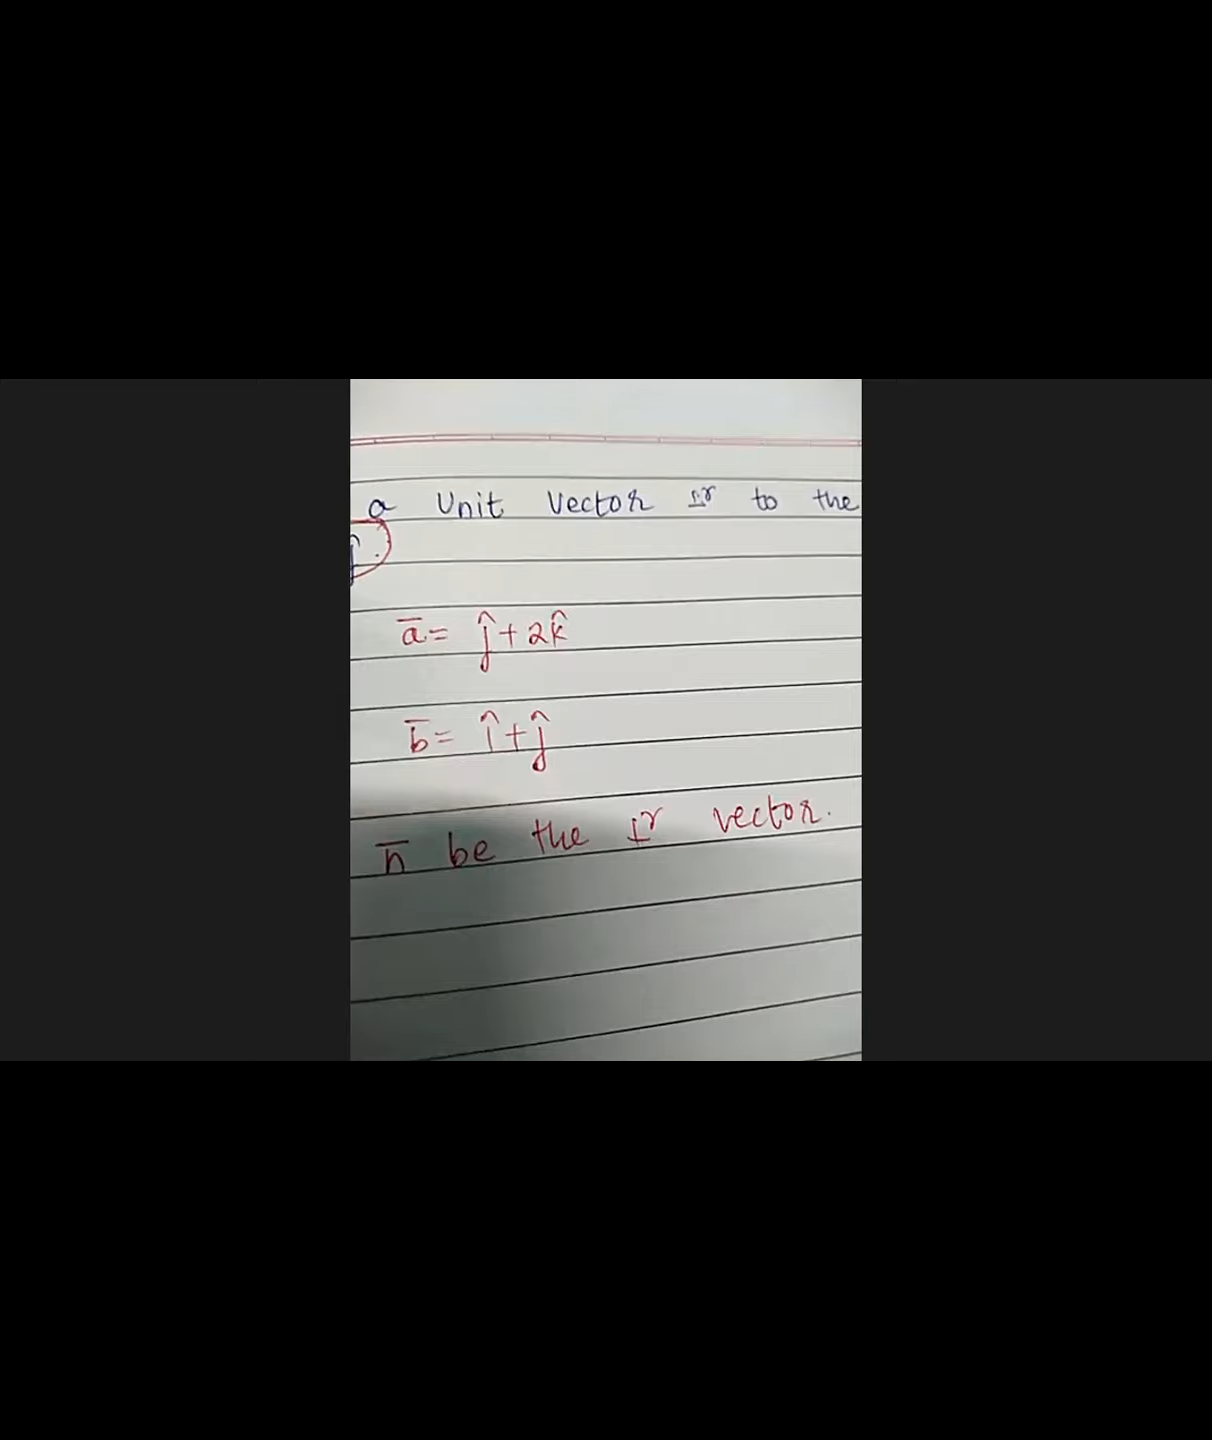 a Unit Vector ⊥r to the
ĵ.
a̅ = ĵ + 2k̂
b̅ = î + ĵ
n̅ be the ⊥r vector.